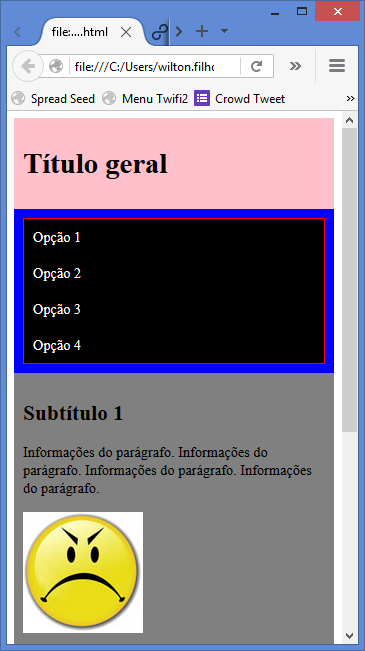 file:....html
file:///C:/Users/wilton.filho
Spread Seed
Menu Twifi2
Crowd Tweet
Título geral
Opção 1
Opção 2
Opção 3
Opção 4
Subtítulo 1
Informações do parágrafo. Informações do
parágrafo. Informações do parágrafo. Informações
do parágrafo.